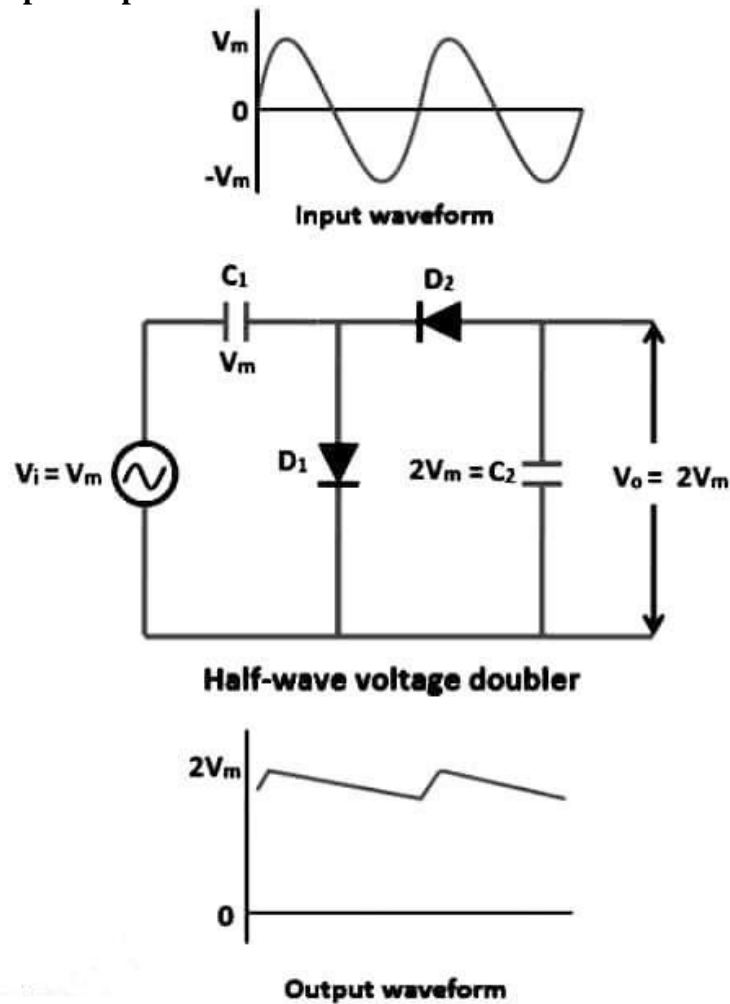 Vm
0
-Vm
Input waveform
C1
D2
Vm
Vi = Vm
D1
2Vm = C2
Vo = 2Vm
Half-wave voltage doubler
2Vm
0
Output waveform